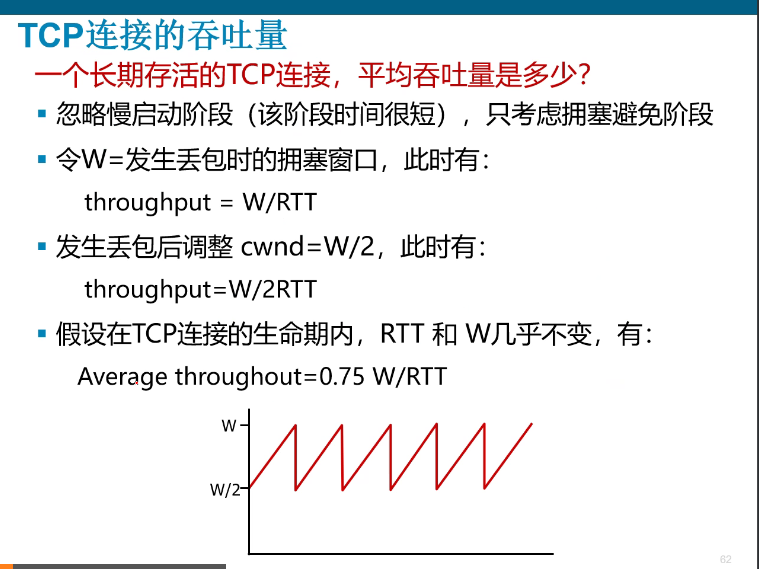 TCP连接的吞吐量
一个长期存活的TCP连接，平均吞吐量是多少？
▪ 忽略慢启动阶段（该阶段时间很短），只考虑拥塞避免阶段
▪ 令W=发生丢包时的拥塞窗口，此时有：
throughput = W/RTT
▪ 发生丢包后调整 cwnd=W/2，此时有：
throughput=W/2RTT
▪ 假设在TCP连接的生命期内，RTT 和 W几乎不变，有：
Average throughout=0.75 W/RTT
W
W/2
62